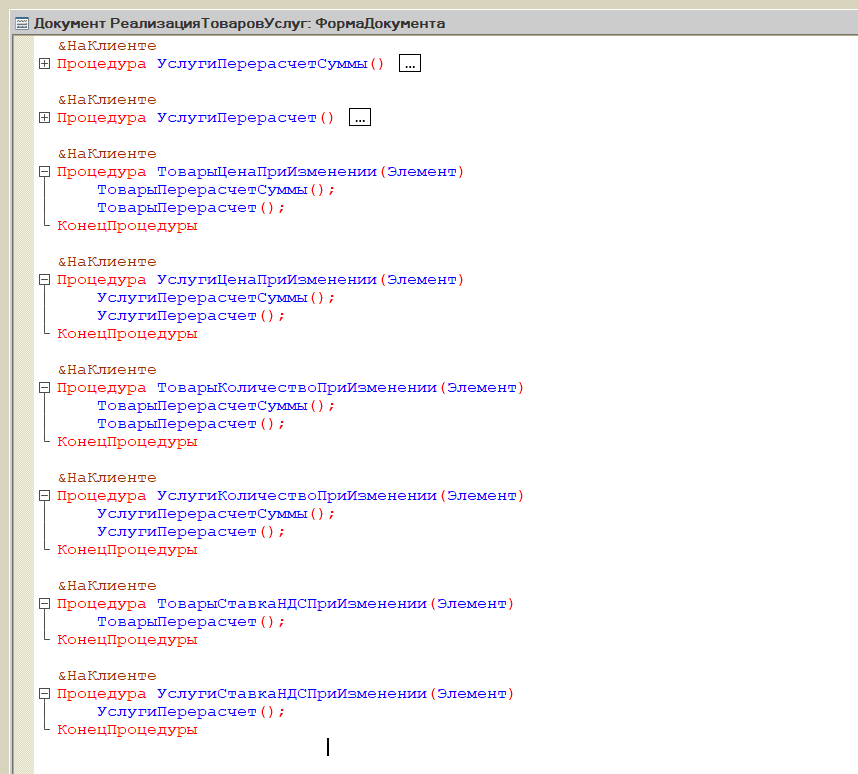 Документ РеализацияТоваровУслуг: ФормаДокумента
&НаКлиенте
Процедура УслугиПерерасчетСуммы() ...
&НаКлиенте
Процедура УслугиПерерасчет() ...
&НаКлиенте
Процедура ТоварыЦенаПриИзменении(Элемент)
ТоварыПерерасчетСуммы();
ТоварыПерерасчет();
КонецПроцедуры
&НаКлиенте
Процедура УслугиЦенаПриИзменении(Элемент)
УслугиПерерасчетСуммы();
УслугиПерерасчет();
КонецПроцедуры
&НаКлиенте
Процедура ТоварыКоличествоПриИзменении(Элемент)
ТоварыПерерасчетСуммы();
ТоварыПерерасчет();
КонецПроцедуры
&НаКлиенте
Процедура УслугиКоличествоПриИзменении(Элемент)
УслугиПерерасчетСуммы();
УслугиПерерасчет();
КонецПроцедуры
&НаКлиенте
Процедура ТоварыСтавкаНДСПриИзменении(Элемент)
ТоварыПерерасчет();
КонецПроцедуры
&НаКлиенте
Процедура УслугиСтавкаНДСПриИзменении(Элемент)
УслугиПерерасчет();
КонецПроцедуры